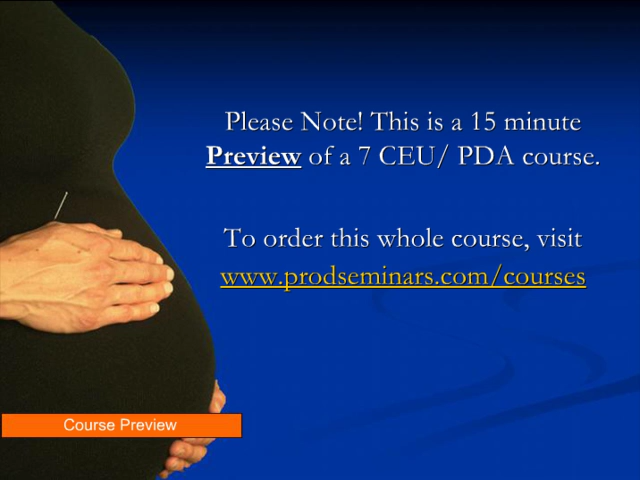 Please Note! This is a 15 minute
Preview of a 7 CEU/ PDA course.
To order this whole course, visit
www.prodseminars.com/courses
Course Preview